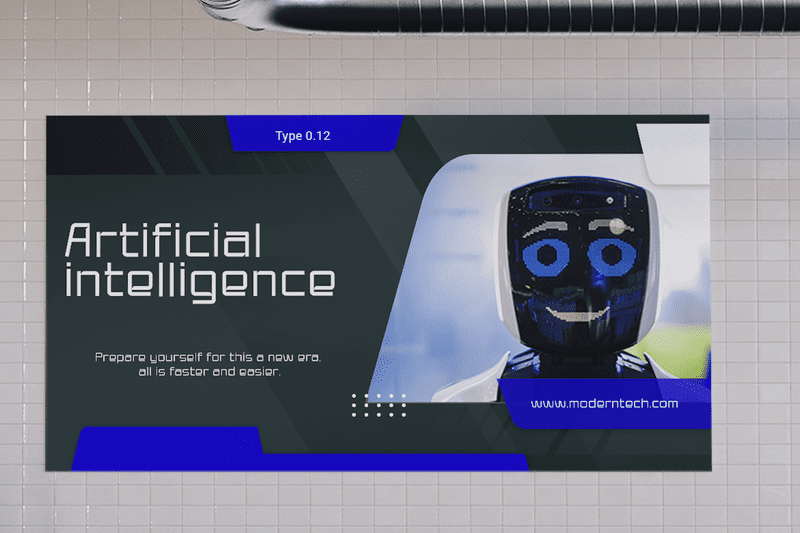 Type 0.12
Artificial
intelligence
Prepare yourself for this a new era,
all is faster and easier.
www.moderntech.com